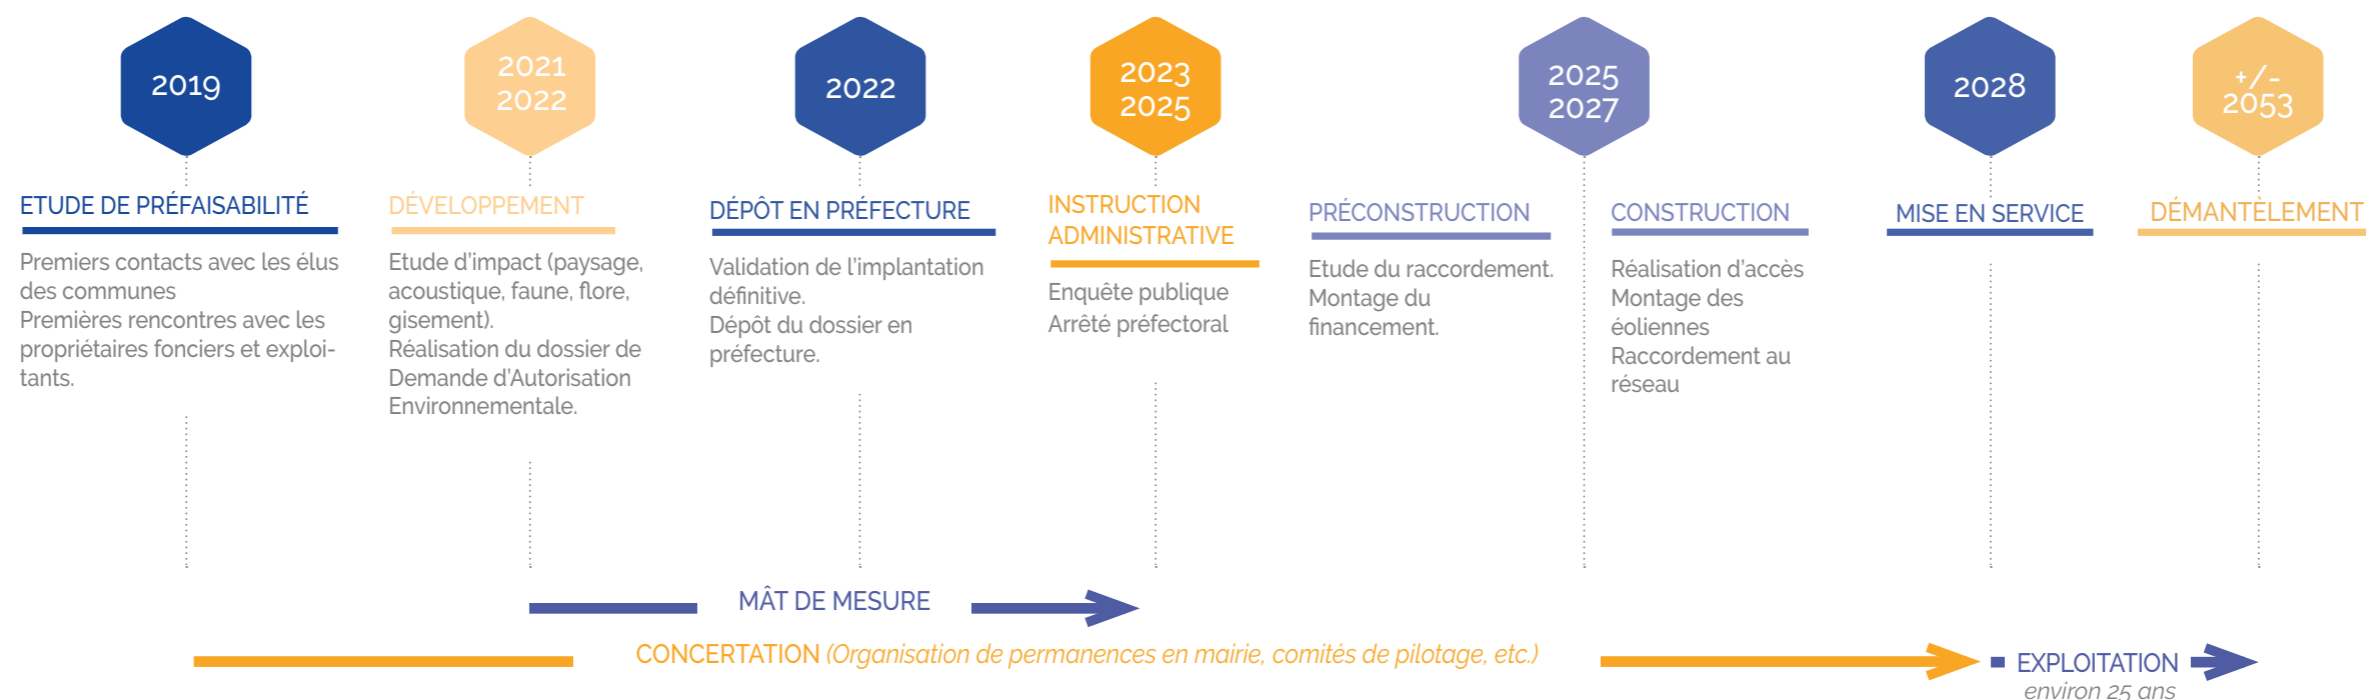 2019
ETUDE DE PRÉFAISABILITÉ
Premiers contacts avec les élus
des communes
Premières rencontres avec les
propriétaires fonciers et exploi-
tants.
2021
2022
DÉVELOPPEMENT
Etude d'impact (paysage,
acoustique, faune, flore,
gisement).
Réalisation du dossier de
Demande d'Autorisation
Environnementale.
2022
DÉPÔT EN PRÉFECTURE
Validation de l'implantation
définitive.
Dépôt du dossier en
préfecture.
2023
2025
INSTRUCTION
ADMINISTRATIVE
Enquête publique
Arrêté préfectoral
2025
2027
PRÉCONSTRUCTION
Etude du raccordement.
Montage du
financement.
CONSTRUCTION
Réalisation d'accès
Montage des
éoliennes
Raccordement au
réseau
2028
MISE EN SERVICE
+/-
2053
DÉMANTÈLEMENT
MÂT DE MESURE
CONCERTATION (Organisation de permanences en mairie, comités de pilotage, etc.)
EXPLOITATION
environ 25 ans